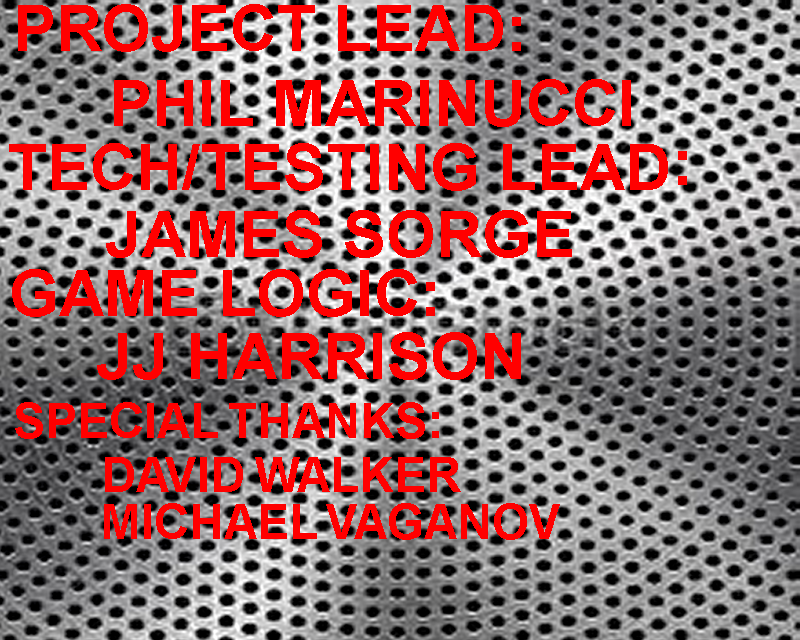 PROJECT LEAD:
PHIL MARINUCCI
TECH/TESTING LEAD:
JAMES SORGE
GAME LOGIC:
JJ HARRISON
SPECIAL THANKS:
DAVID WALKER
MICHAEL VAGANOV